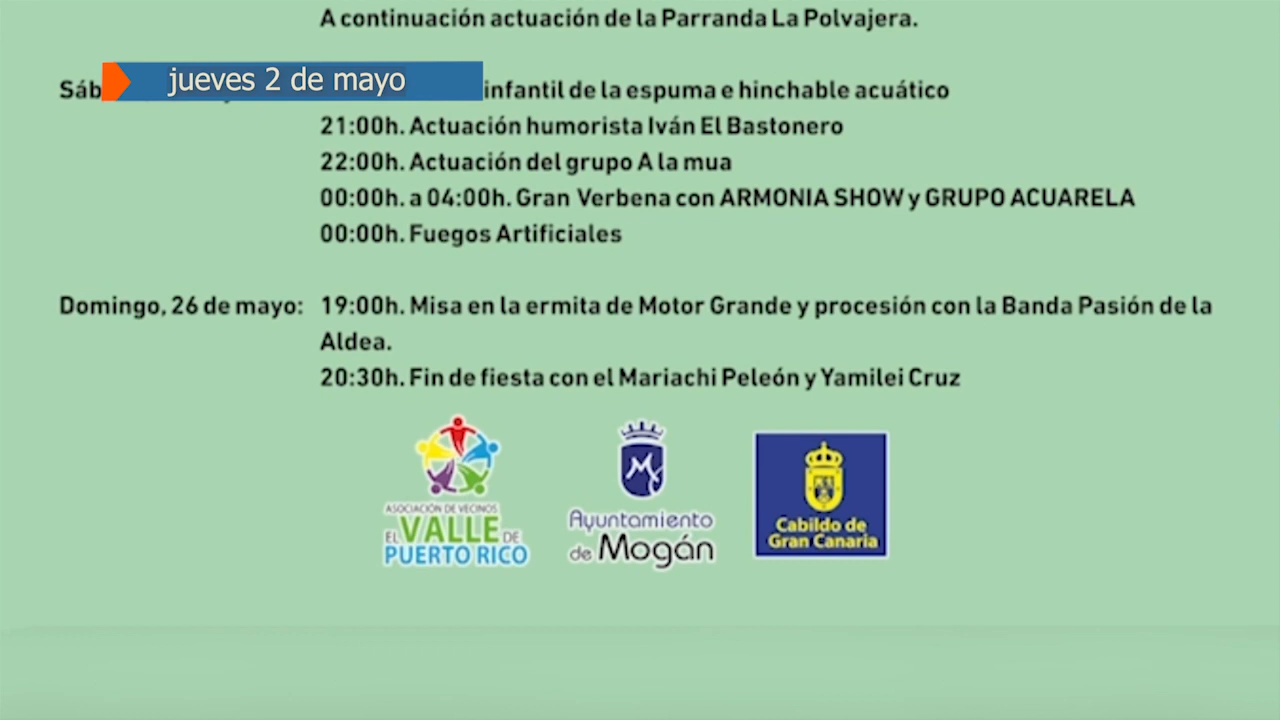 A continuación actuación de la Parranda La Polvajera.
jueves 2 de mayo
Sáb
infantil de la espuma e hinchable acuático
21:00h. Actuación humorista Iván El Bastonero
22:00h. Actuación del grupo A la mua
00:00h. a 04:00h. Gran Verbena con ARMONIA SHOW y GRUPO ACUARELA
00:00h. Fuegos Artificiales
Domingo, 26 de mayo: 19:00h. Misa en la ermita de Motor Grande y procesión con la Banda Pasión de la
Aldea.
20:30h. Fin de fiesta con el Mariachi Peleón y Yamilei Cruz
ASOCIACIÓN DE VECINOS
EL VALLE DE
PUERTO RICO
Ayuntamiento
de Mogán
Cabildo de
Gran Canaria